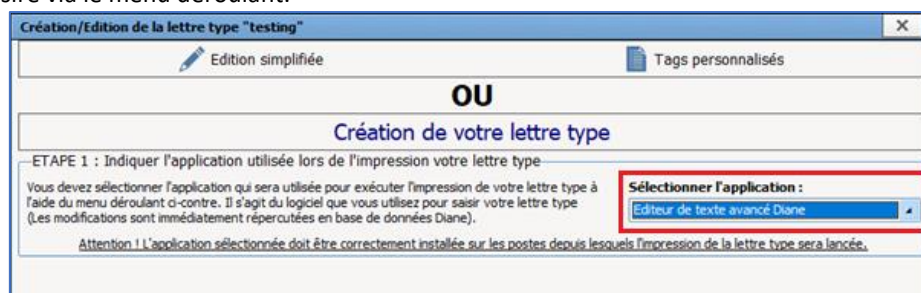 via le menu déroulant.
Création/Edition de la lettre type "testing"
Edition simplifiée
Tags personnalisés
OU
Création de votre lettre type
ETAPE 1 : Indiquer l'application utilisée lors de l'impression votre lettre type
Vous devez sélectionner l'application qui sera utilisée pour exécuter l'impression de votre lettre type à
l'aide du menu déroulant ci-contre. Il s'agit du logiciel que vous utilisez pour saisir votre lettre type
(Les modifications sont immédiatement répercutées en base de données Diane).
Sélectionner l'application :
Editeur de texte avancé Diane
Attention ! L'application sélectionnée doit être correctement installée sur les postes depuis lesquels l'impression de la lettre type sera lancée.